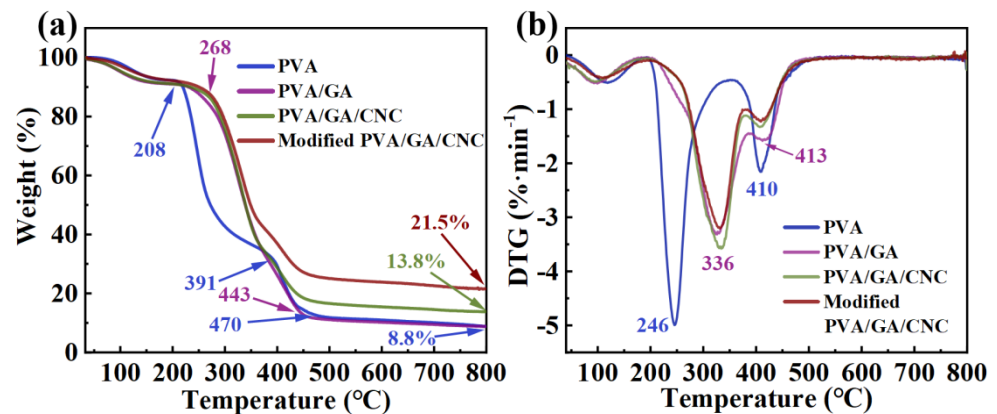 (a)
100
80
60
40
20
0
Weight (%)
268
208
391
443
470
21.5%
13.8%
8.8%
PVA
PVA/GA
PVA/GA/CNC
Modified PVA/GA/CNC
100 200 300 400 500 600 700 800
Temperature (℃)
(b)
0
-1
-2
-3
-4
-5
DTG (%·min⁻¹)
413
410
336
246
PVA
PVA/GA
PVA/GA/CNC
Modified
PVA/GA/CNC
100 200 300 400 500 600 700 800
Temperature (℃)